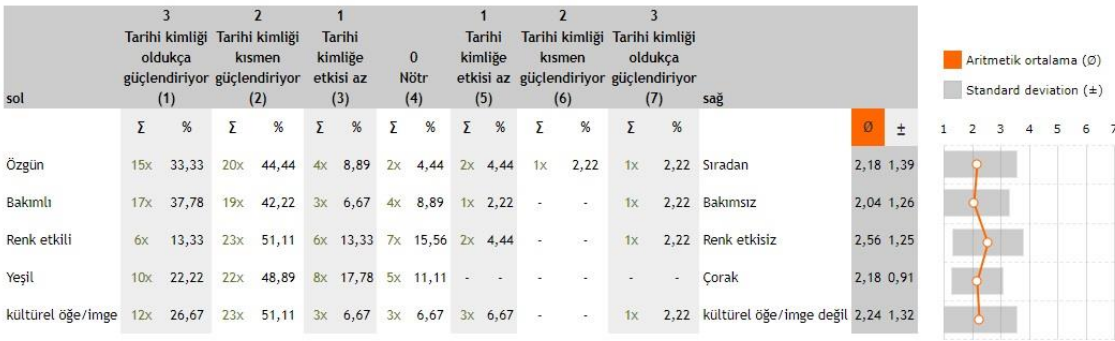 3 2 1 1 2 3
Tarihi kimliği Tarihi kimliği Tarihi Tarihi Tarihi kimliği Tarihi kimliği
oldukça kısmen kimliğe 0 kimliğe kısmen oldukça
güçlendiriyor güçlendiriyor etkisi az Nötr etkisi az güçlendiriyor güçlendiriyor
sol (1) (2) (3) (4) (5) (6) (7) sağ
Aritmetik ortalama (Ø)
Standard deviation (±)
Σ % Σ % Σ % Σ % Σ % Σ % Σ % Ø ± 1 2 3 4 5 6 7
Özgün 15x 33,33 20x 44,44 4x 8,89 2x 4,44 2x 4,44 1x 2,22 1x 2,22 Sıradan 2,18 1,39
Bakımlı 17x 37,78 19x 42,22 3x 6,67 4x 8,89 1x 2,22 - - 1x 2,22 Bakımsız 2,04 1,26
Renk etkili 6x 13,33 23x 51,11 6x 13,33 7x 15,56 2x 4,44 - - 1x 2,22 Renk etkisiz 2,56 1,25
Yeşil 10x 22,22 22x 48,89 8x 17,78 5x 11,11 - - - - - - Çorak 2,18 0,91
kültürel öğe/imge 12x 26,67 23x 51,11 3x 6,67 3x 6,67 3x 6,67 - - 1x 2,22 kültürel öğe/imge değil 2,24 1,32